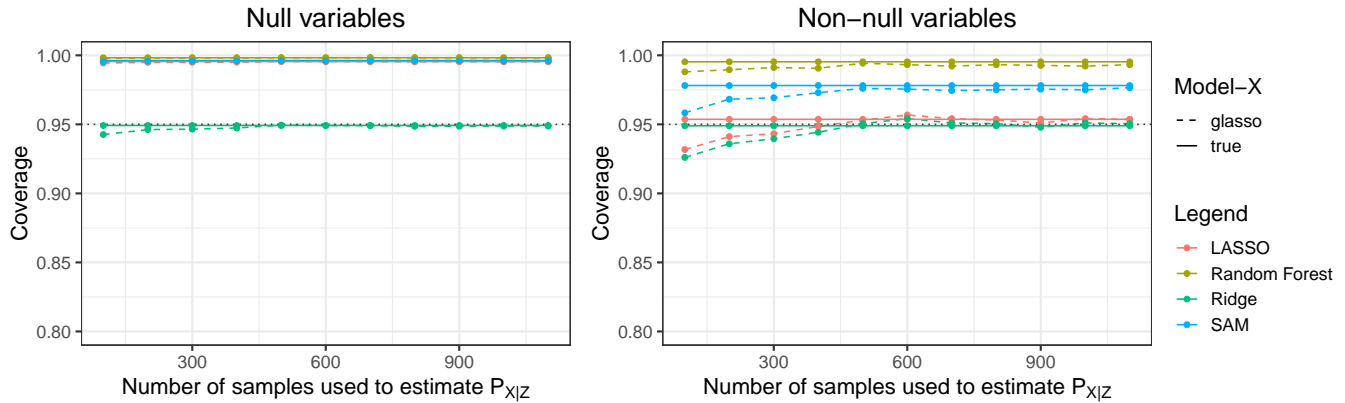 Null variables
Non−null variables
Coverage
1.00
0.95
0.90
0.85
0.80
300
600
900
Number of samples used to estimate P_X|Z
Coverage
1.00
0.95
0.90
0.85
0.80
300
600
900
Number of samples used to estimate P_X|Z
Model−X
glasso
true
Legend
LASSO
Random Forest
Ridge
SAM